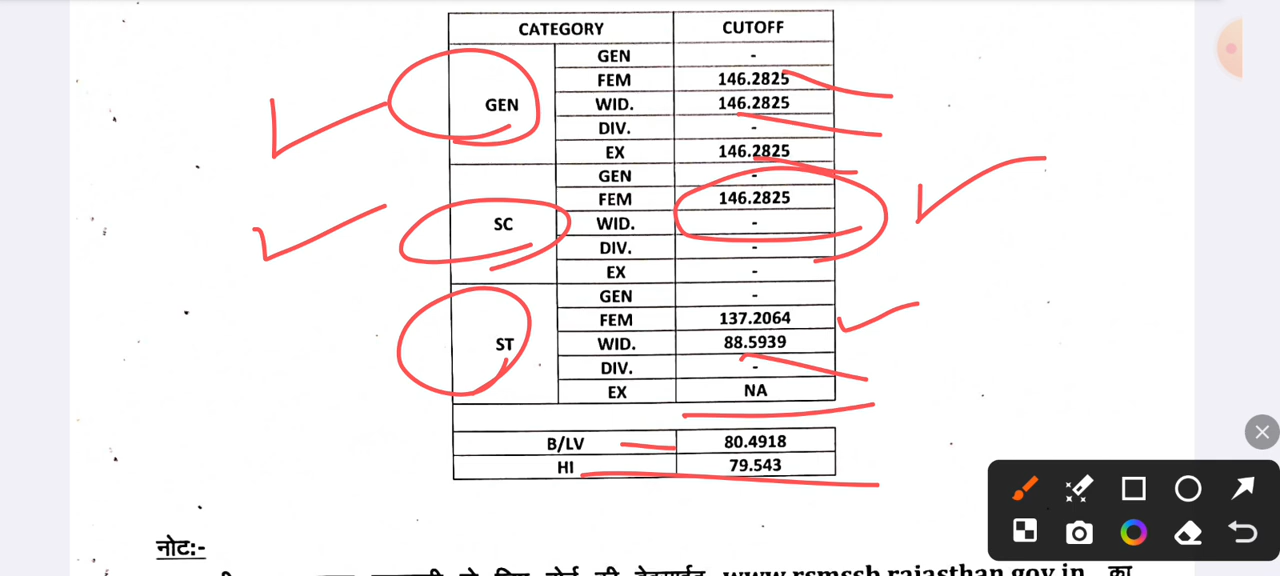 CATEGORY CUTOFF
GEN GEN -
FEM 146.2825
WID. 146.2825
DIV. -
EX 146.2825
SC GEN -
FEM 146.2825
WID. -
DIV. -
EX -
ST GEN -
FEM 137.2064
WID. 88.5939
DIV. -
EX NA
B/LV 80.4918
HI 79.543
नोट:-
की वेबसाईट www.rsmssb.rajasthan.gov.in का